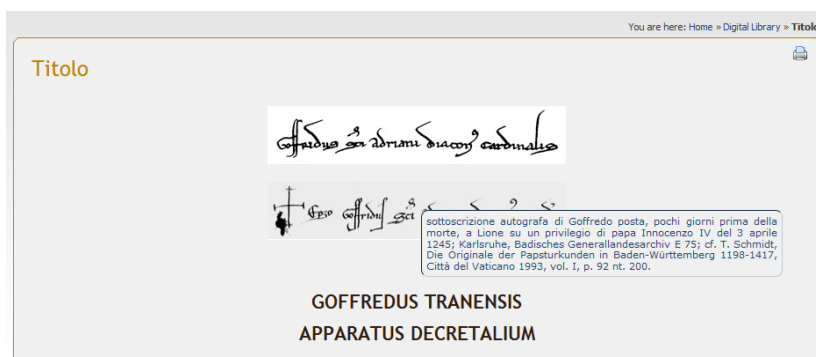 You are here: Home » Digital Library » Titolo
Titolo
Goffredus sci adriani diacon cardinalis
Ego Goffrid sci
sottoscrizione autografa di Goffredo posta, pochi giorni prima della
morte, a Lione su un privilegio di papa Innocenzo IV del 3 aprile
1245; Karlsruhe, Badisches Generallandesarchiv E 75; cf. T. Schmidt,
Die Originale der Papsturkunden in Baden-Württemberg 1198-1417,
Città del Vaticano 1993, vol. I, p. 92 nt. 200.
GOFFREDUS TRANENSIS
APPARATUS DECRETALIUM